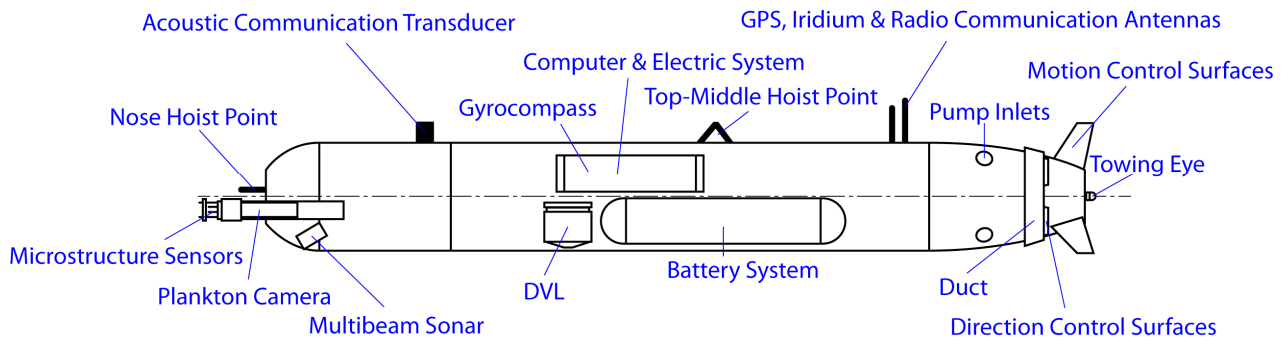 Acoustic Communication Transducer
GPS, Iridium & Radio Communication Antennas
Computer & Electric System
Motion Control Surfaces
Gyrocompass
Top-Middle Hoist Point
Nose Hoist Point
Pump Inlets
Towing Eye
Microstructure Sensors
Plankton Camera
Multibeam Sonar
DVL
Battery System
Duct
Direction Control Surfaces